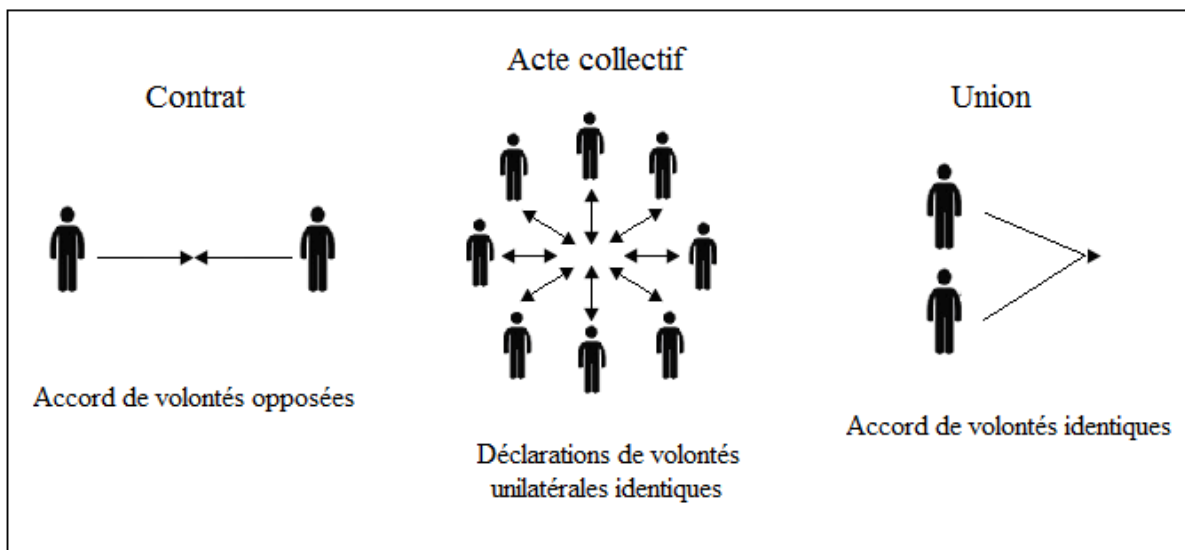 Contrat
Acte collectif
Union
Accord de volontés opposées
Déclarations de volontés
unilatérales identiques
Accord de volontés identiques